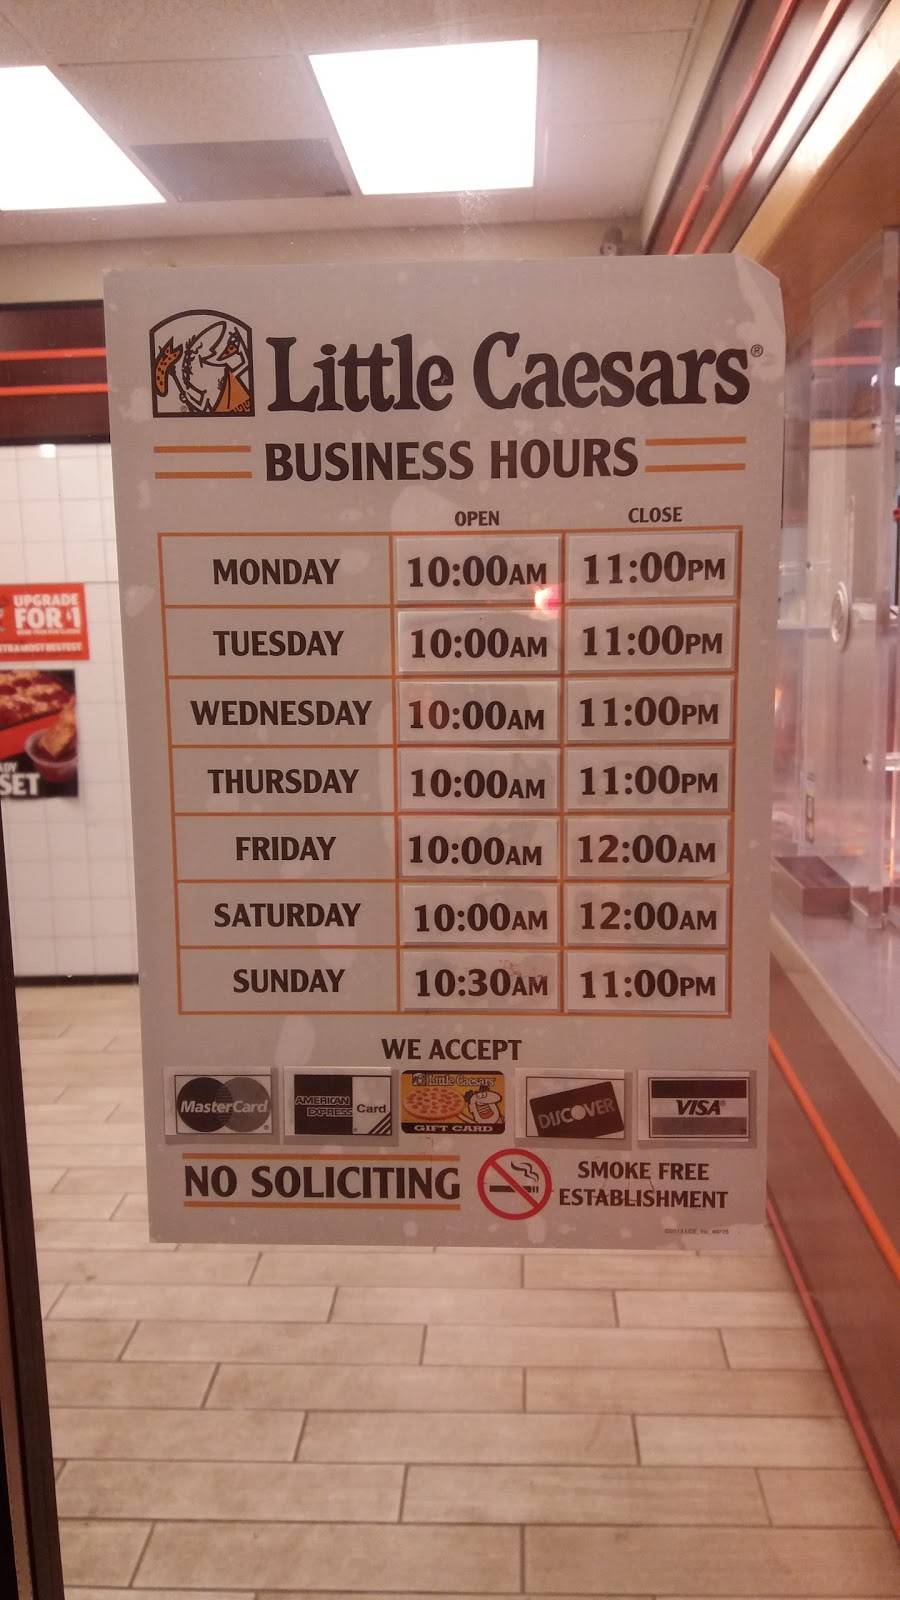 Little Caesars®
BUSINESS HOURS
OPEN CLOSE
MONDAY 10:00AM 11:00PM
TUESDAY 10:00AM 11:00PM
WEDNESDAY 10:00AM 11:00PM
THURSDAY 10:00AM 11:00PM
FRIDAY 10:00AM 12:00AM
SATURDAY 10:00AM 12:00AM
SUNDAY 10:30AM 11:00PM
WE ACCEPT
MasterCard
AMERICAN
EXPRESS Card
Little Caesars
GIFT CARD
DISCOVER
VISA
NO SOLICITING
SMOKE FREE
ESTABLISHMENT
UPGRADE
FOR $1
SET